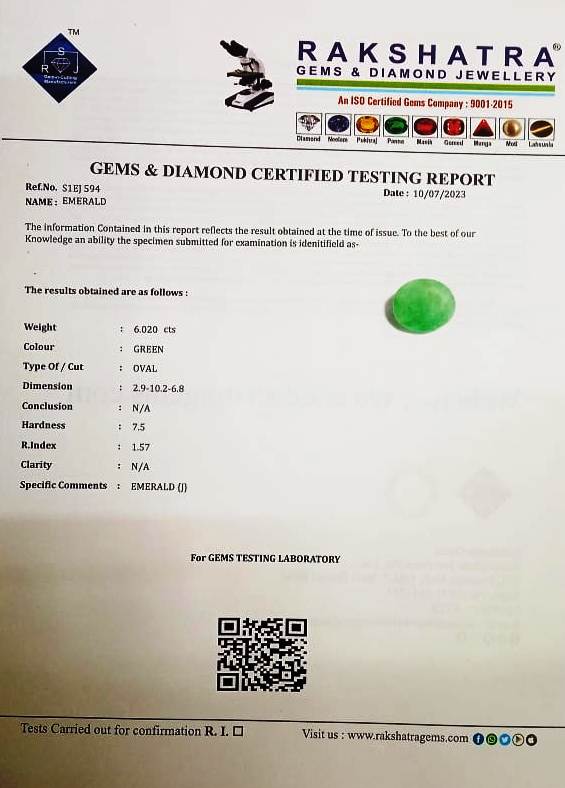 TM
S
R J
RAKSHATRA®
GEMS & DIAMOND JEWELLERY
An ISO Certified Gems Company : 9001-2015
Diamond Neelam Pukhraj Panna Manik Gomed Munga Moti Lahsunia
GEMS & DIAMOND CERTIFIED TESTING REPORT
Ref.No. S1EJ 594
Date : 10/07/2023
NAME : EMERALD
The Information Contained in this report reflects the result obtained at the time of issue. To the best of our
Knowledge an ability the specimen submitted for examination is idenitifield as-
The results obtained are as follows :
Weight : 6.020 cts
Colour : GREEN
Type Of / Cut : OVAL
Dimension : 2.9-10.2-6.8
Conclusion : N/A
Hardness : 7.5
R.Index : 1.57
Clarity : N/A
Specific Comments : EMERALD (J)
For GEMS TESTING LABORATORY
Tests Carried out for confirmation R. I. ☐
Visit us : www.rakshatragems.com